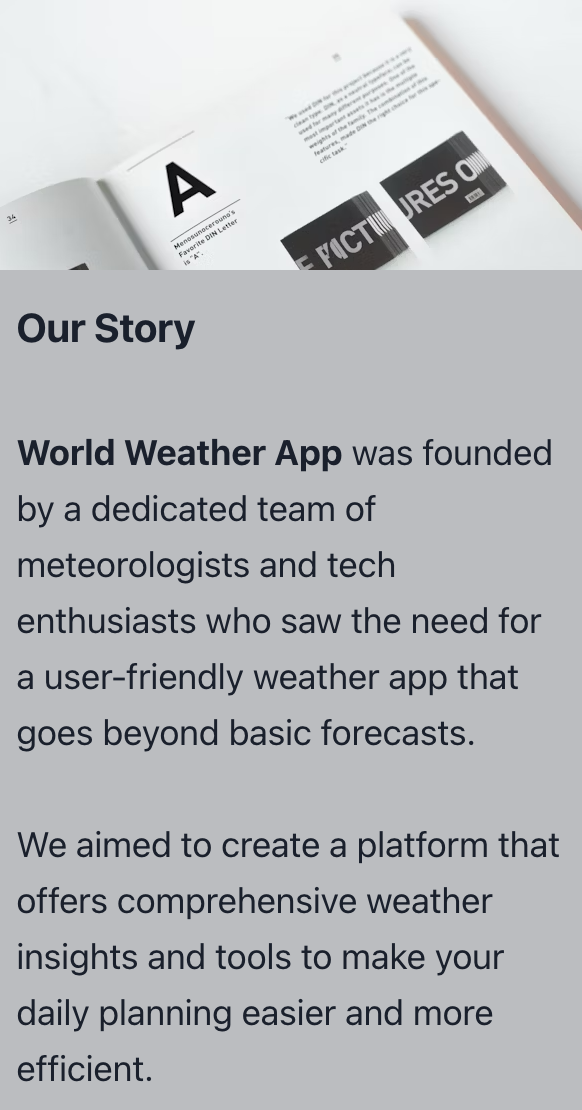 34
A
Menosunocerouno's
Favorite DIN Letter
is "A".
"We used DIN for this project because it is a very
clean type. DIN, as a neutral typeface, can be
used for many different purposes. One of the
most important assets it has is the multiple
weights of the family. The combination of this
features, made DIN the right choice for this spe-
cific task."
URES O
Our Story
World Weather App was founded
by a dedicated team of
meteorologists and tech
enthusiasts who saw the need for
a user-friendly weather app that
goes beyond basic forecasts.
We aimed to create a platform that
offers comprehensive weather
insights and tools to make your
daily planning easier and more
efficient.